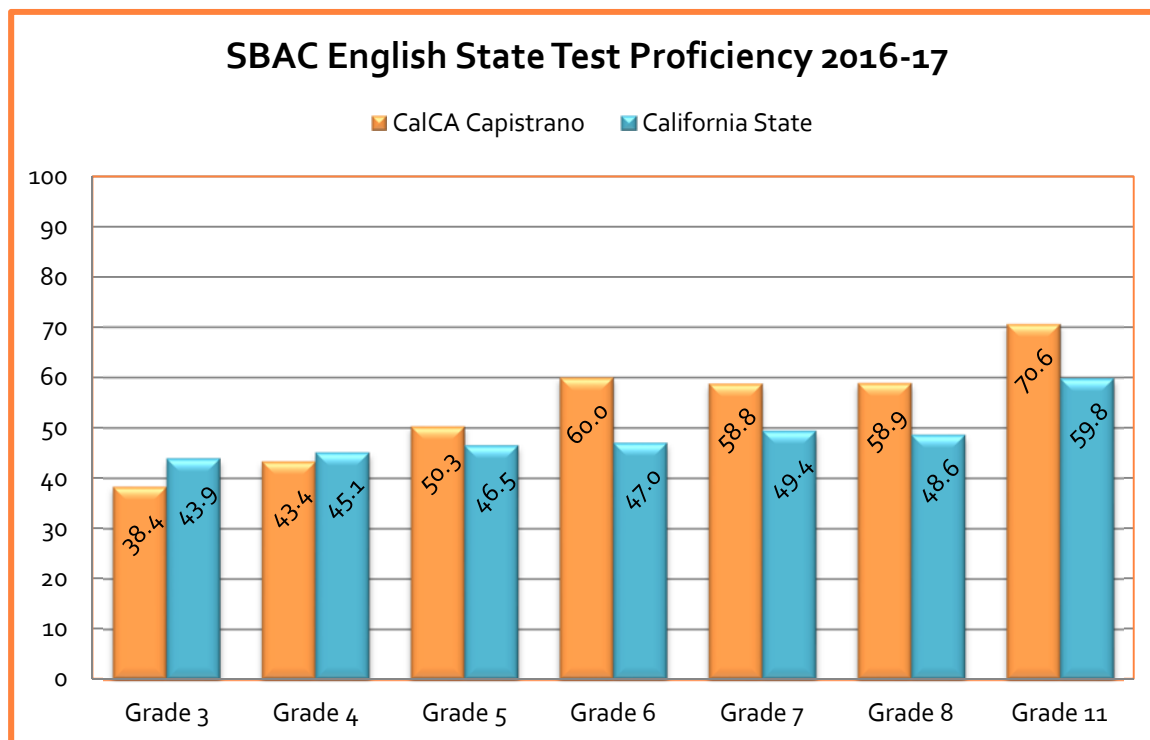 SBAC English State Test Proficiency 2016-17
CalCA Capistrano California State
100
90
80
70
60
50
40
30
20
10
0
38.4 43.9 43.4 45.1 50.3 46.5 60.0 47.0 58.8 49.4 58.9 48.6 70.6 59.8
Grade 3 Grade 4 Grade 5 Grade 6 Grade 7 Grade 8 Grade 11